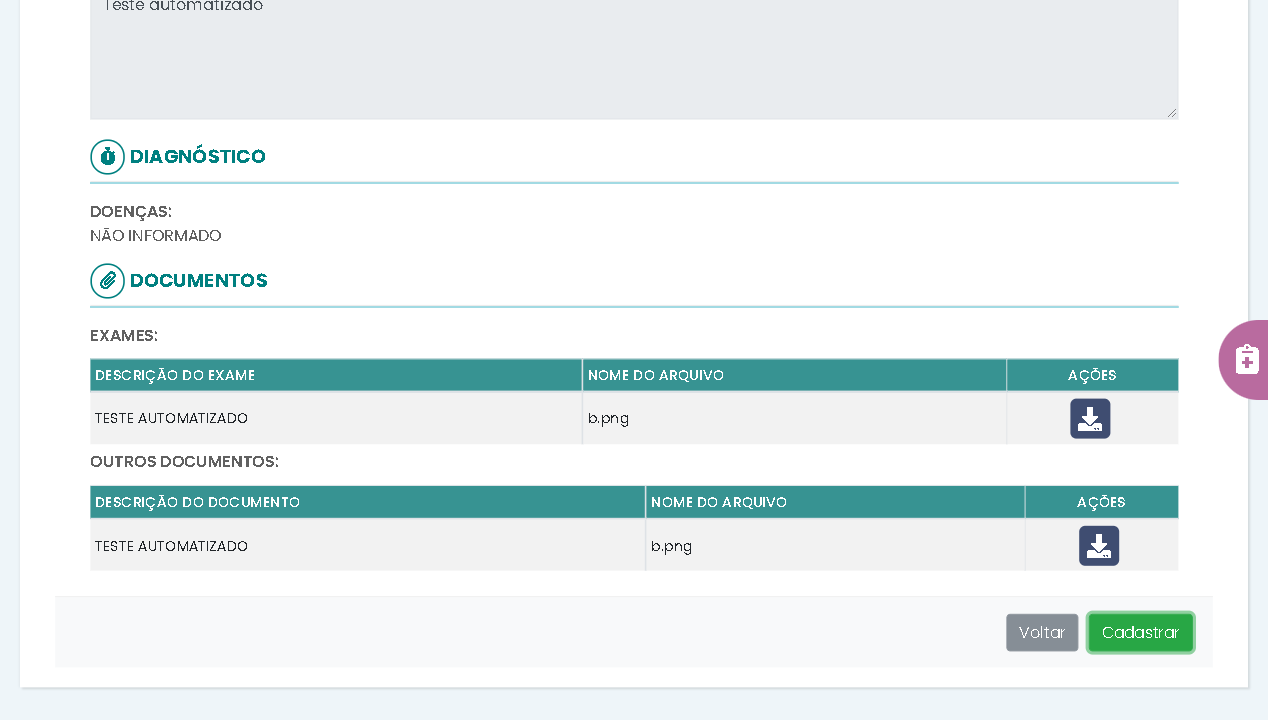 Teste automatizado
DIAGNÓSTICO
DOENÇAS:
NÃO INFORMADO
DOCUMENTOS
EXAMES:
DESCRIÇÃO DO EXAME NOME DO ARQUIVO AÇÕES
TESTE AUTOMATIZADO b.png
OUTROS DOCUMENTOS:
DESCRIÇÃO DO DOCUMENTO NOME DO ARQUIVO AÇÕES
TESTE AUTOMATIZADO b.png
Voltar Cadastrar